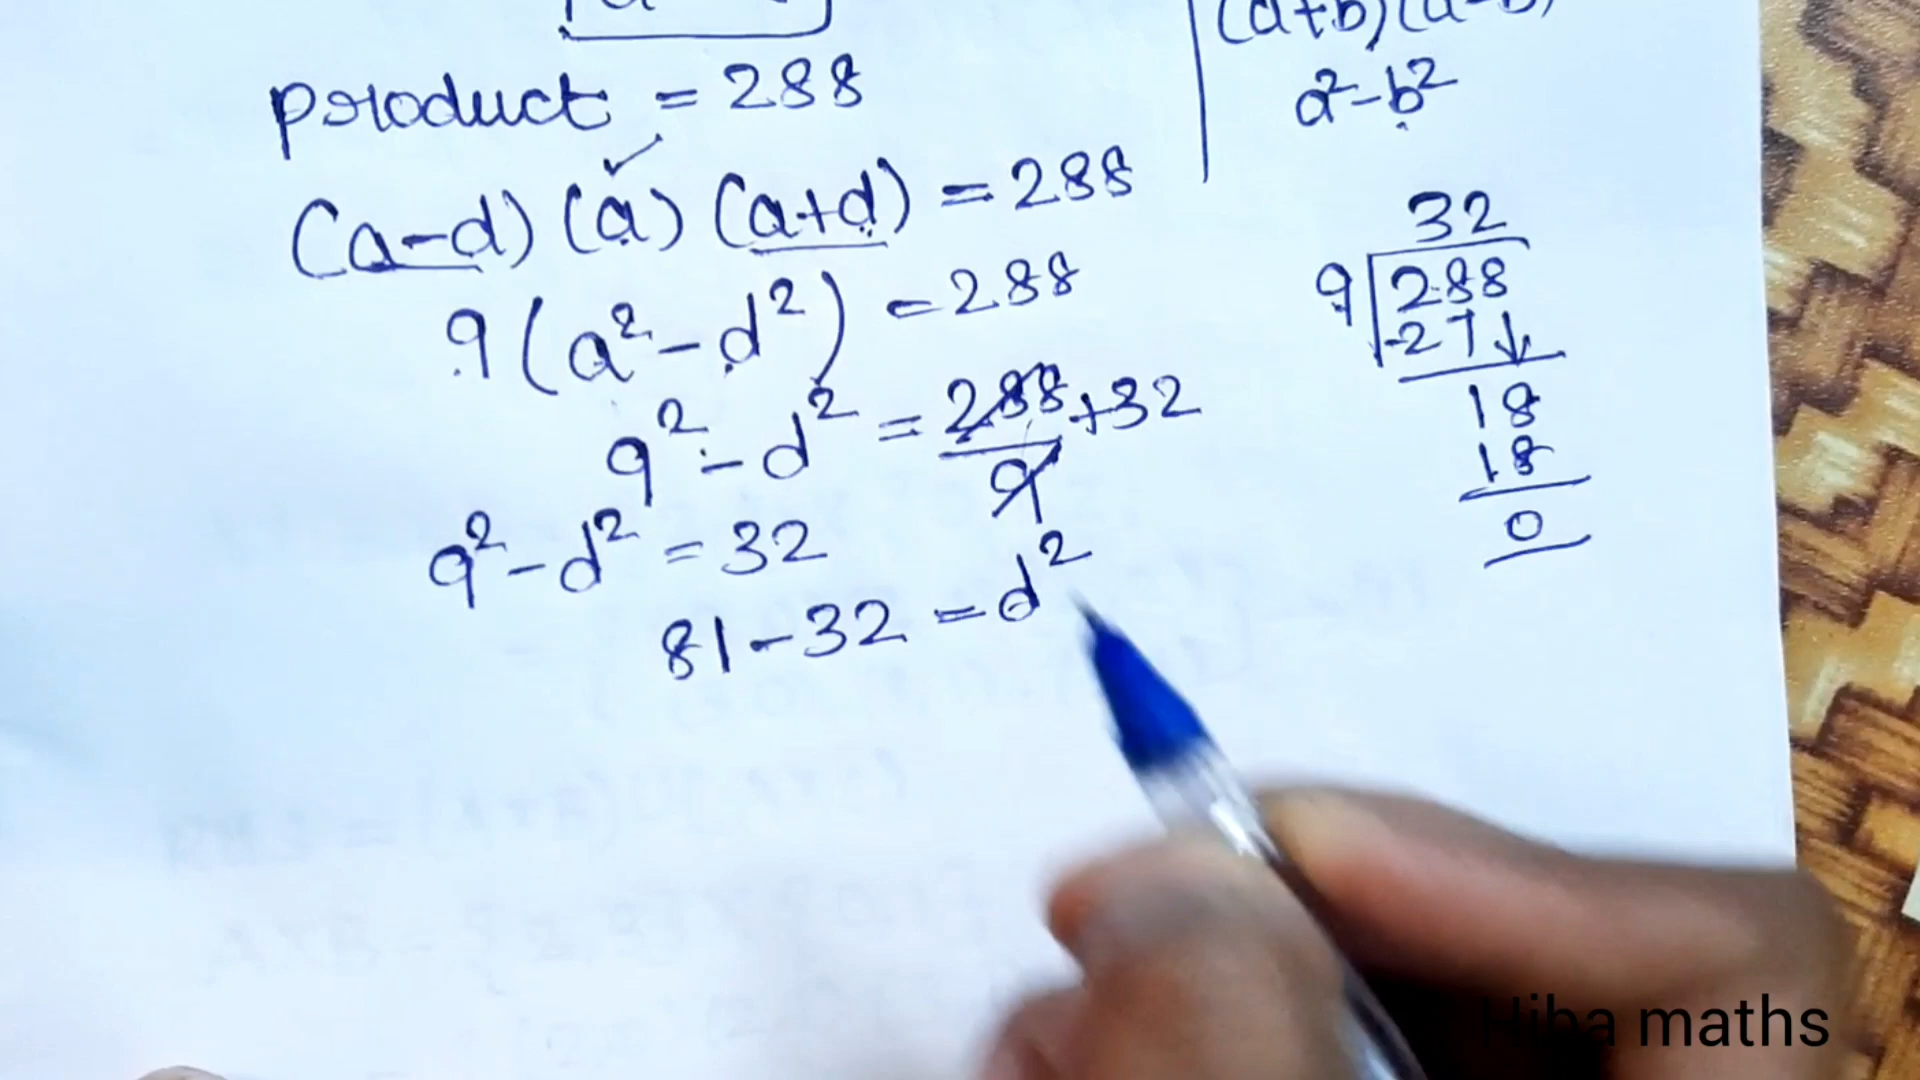 product = 288
(a-d) (a) (a+d) = 288
9(a² - d²) = 288
9² - d² = 288/9 +32
9² - d² = 32
81 - 32 = d²
(a+b)(a-b)
a²-b²
32
9 288
-27↓
18
18
0
Hiba maths